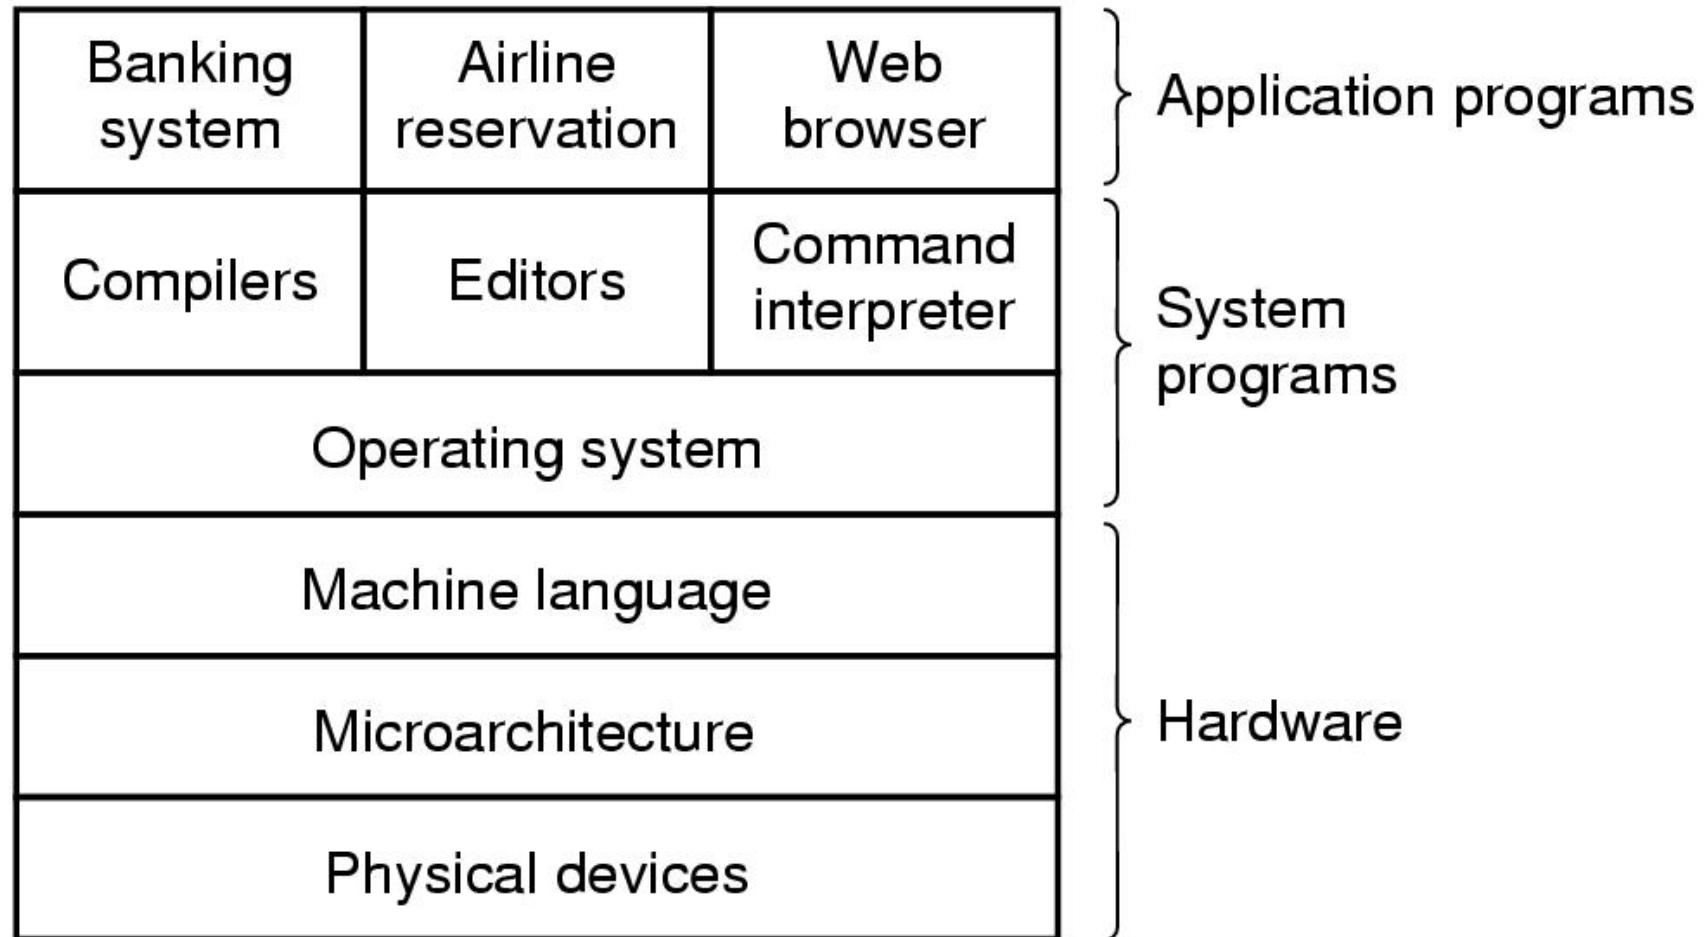 Banking
system
Airline
reservation
Web
browser
Application programs
Compilers
Editors
Command
interpreter
System
programs
Operating system
Machine language
Microarchitecture
Hardware
Physical devices